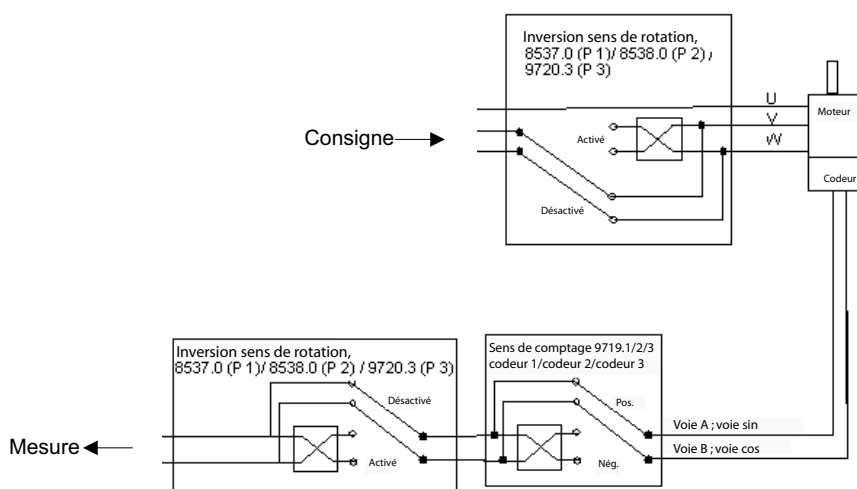 Inversion sens de rotation,
8537.0 (P 1)/ 8538.0 (P 2) /
9720.3 (P 3)
U
V
W
Moteur
Consigne
Activé
Codeur
Désactivé
Inversion sens de rotation,
8537.0 (P 1)/ 8538.0 (P 2) / 9720.3 (P 3)
Sens de comptage 9719.1/2/3
codeur 1/codeur 2/codeur 3
Désactivé
Pos.
Voie A ; voie sin
Mesure
Voie B ; voie cos
Activé
Nég.